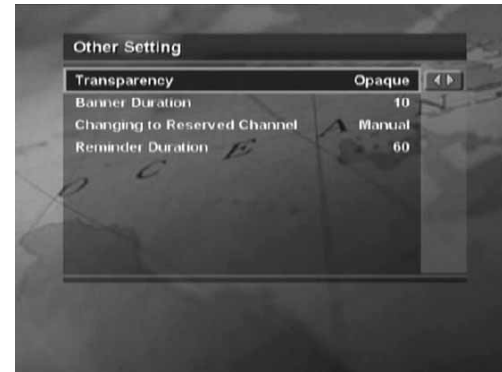 Other Setting
Transparency Opaque
Banner Duration 10
Changing to Reserved Channel Manual
Reminder Duration 60
O C E A N